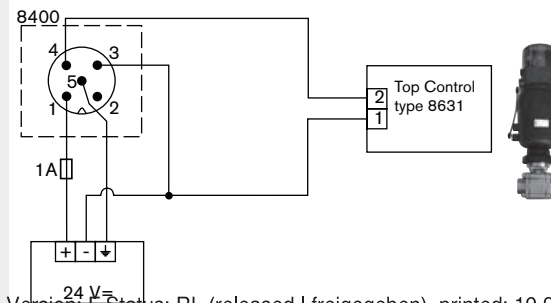 8400
4
3
5
1
2
1A
2
1
Top Control
type 8631
+ -
24 V=
Status: RL (released | freigegeben), printed: 10.0